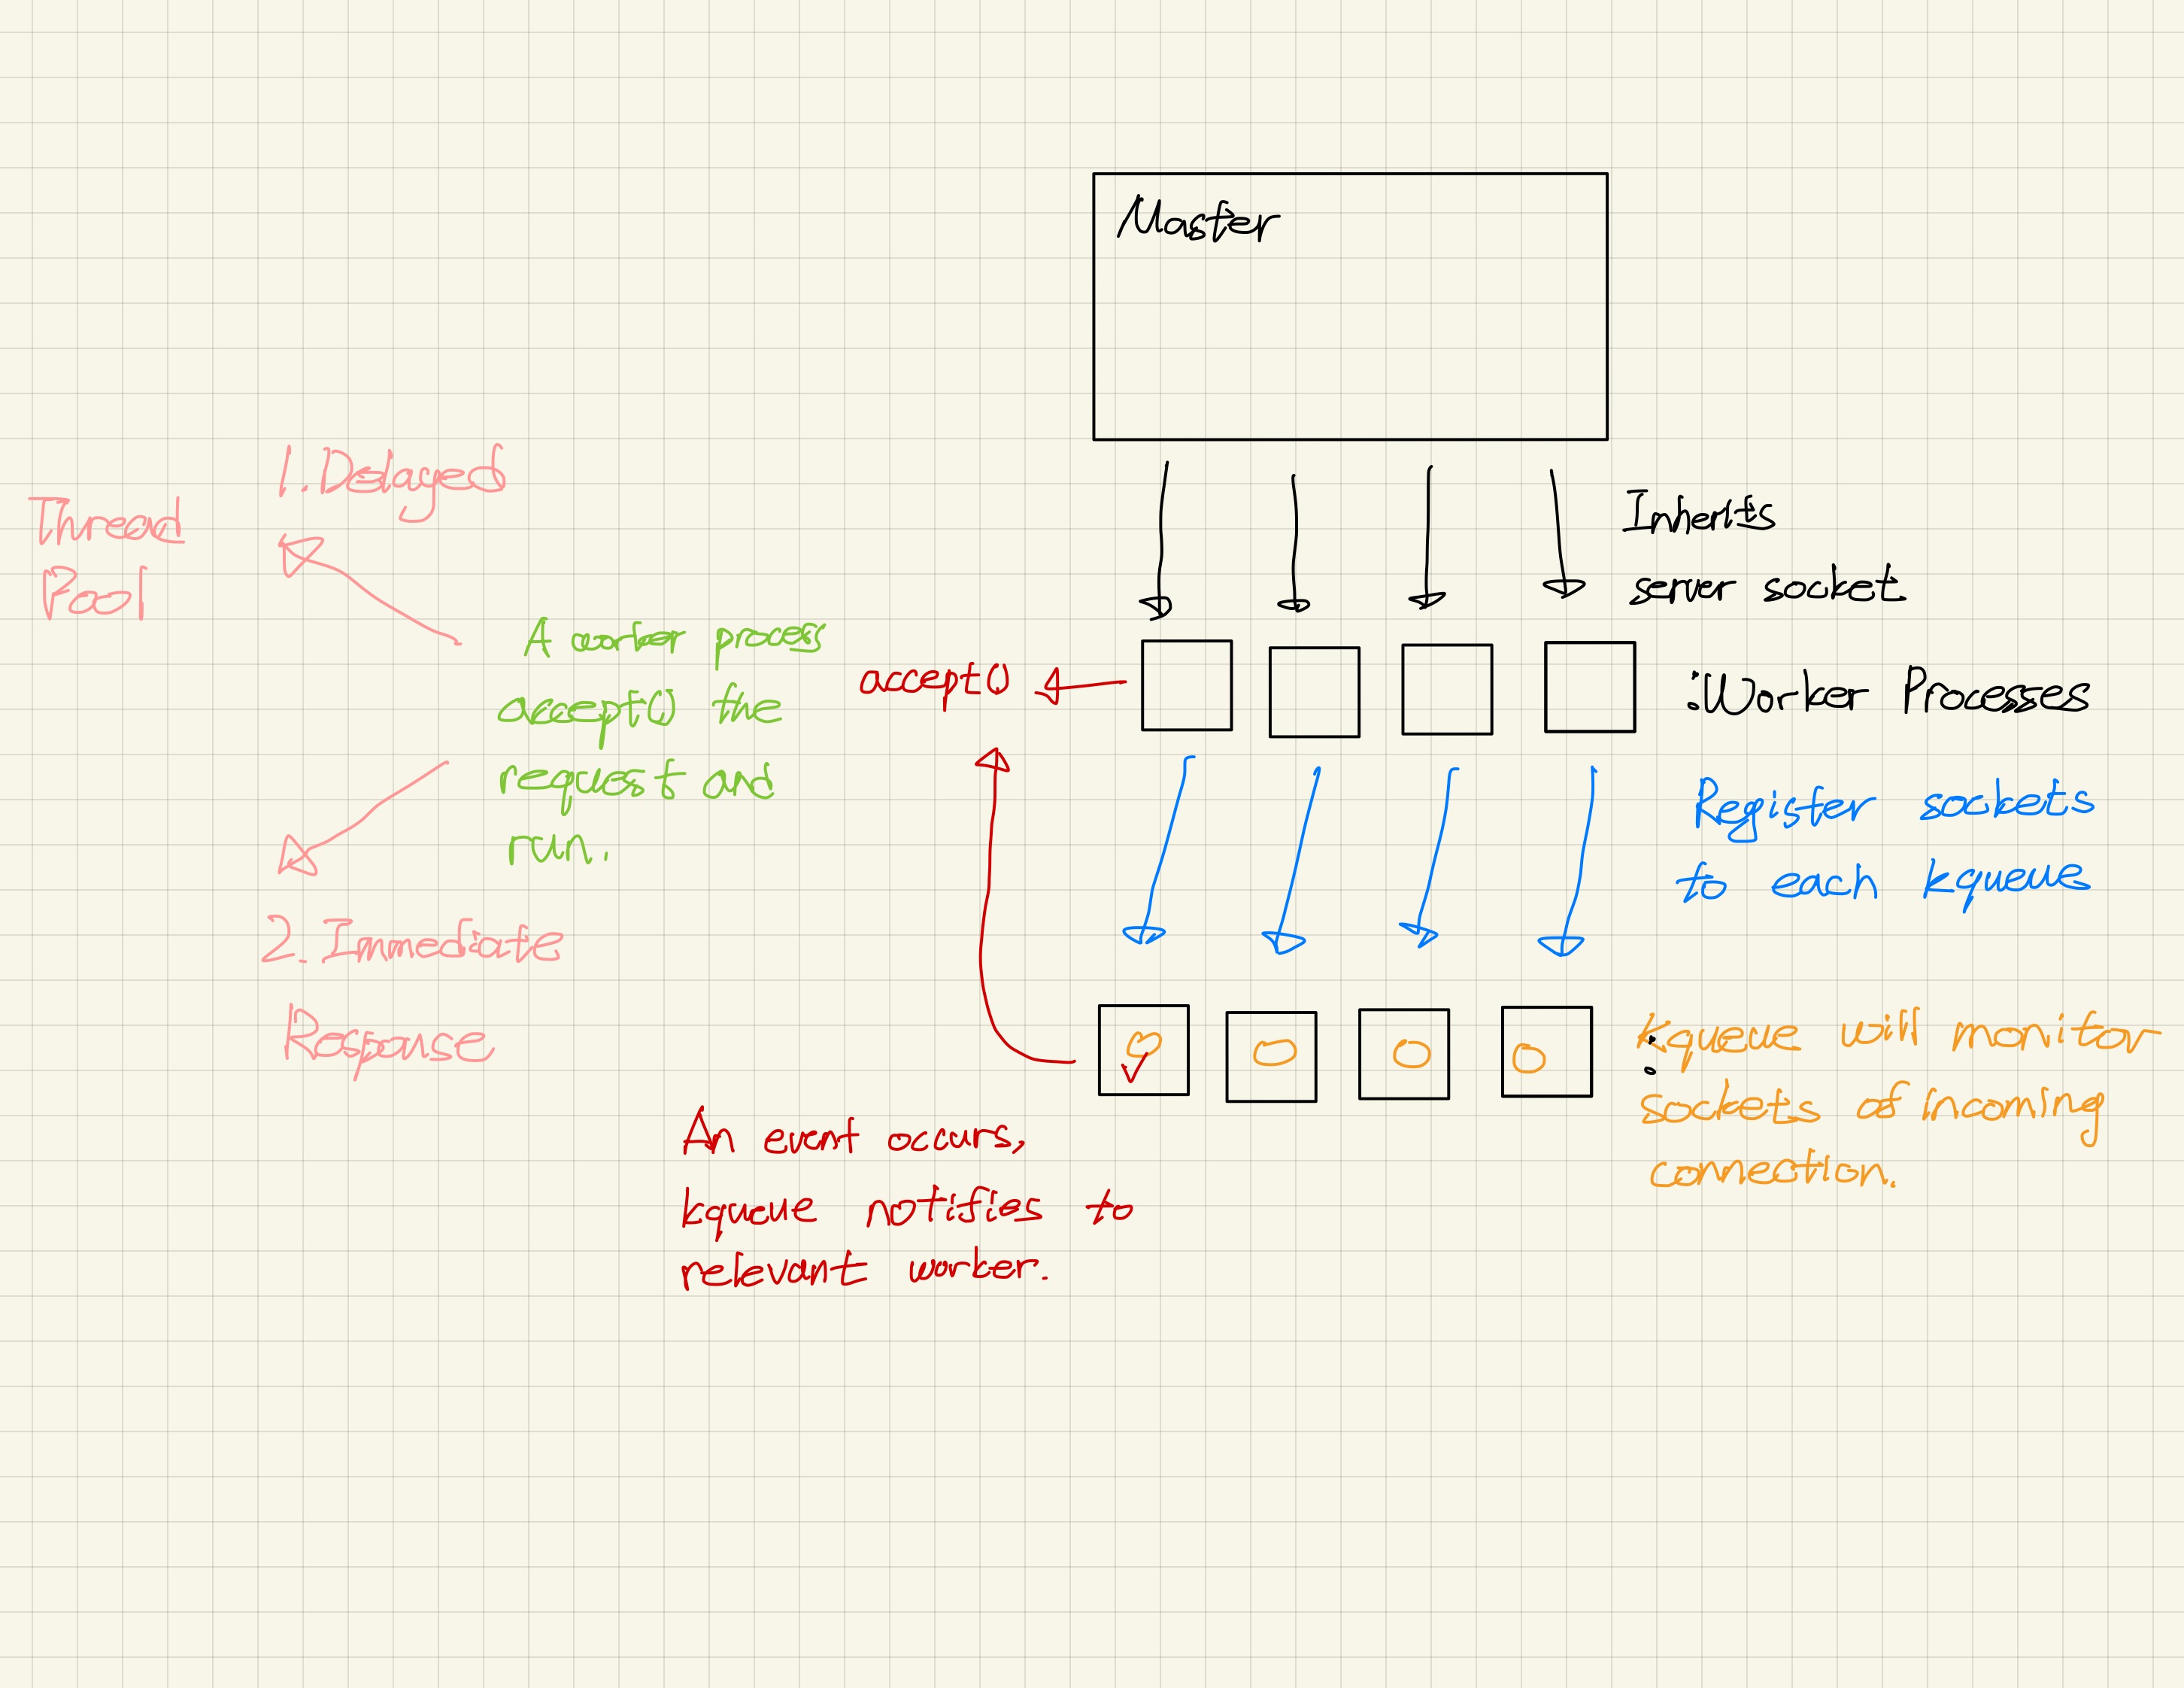 Master
Inherits
server socket
:Worker Processes
Register sockets
to each kqueue
Kqueue will monitor
sockets of incoming
connection.
An event occurs,
kqueue notifies to
relevant worker.
accept()
A worker process
accept() the
request and
run.
1. Delayed
Thread
Pool
2. Immediate
Response